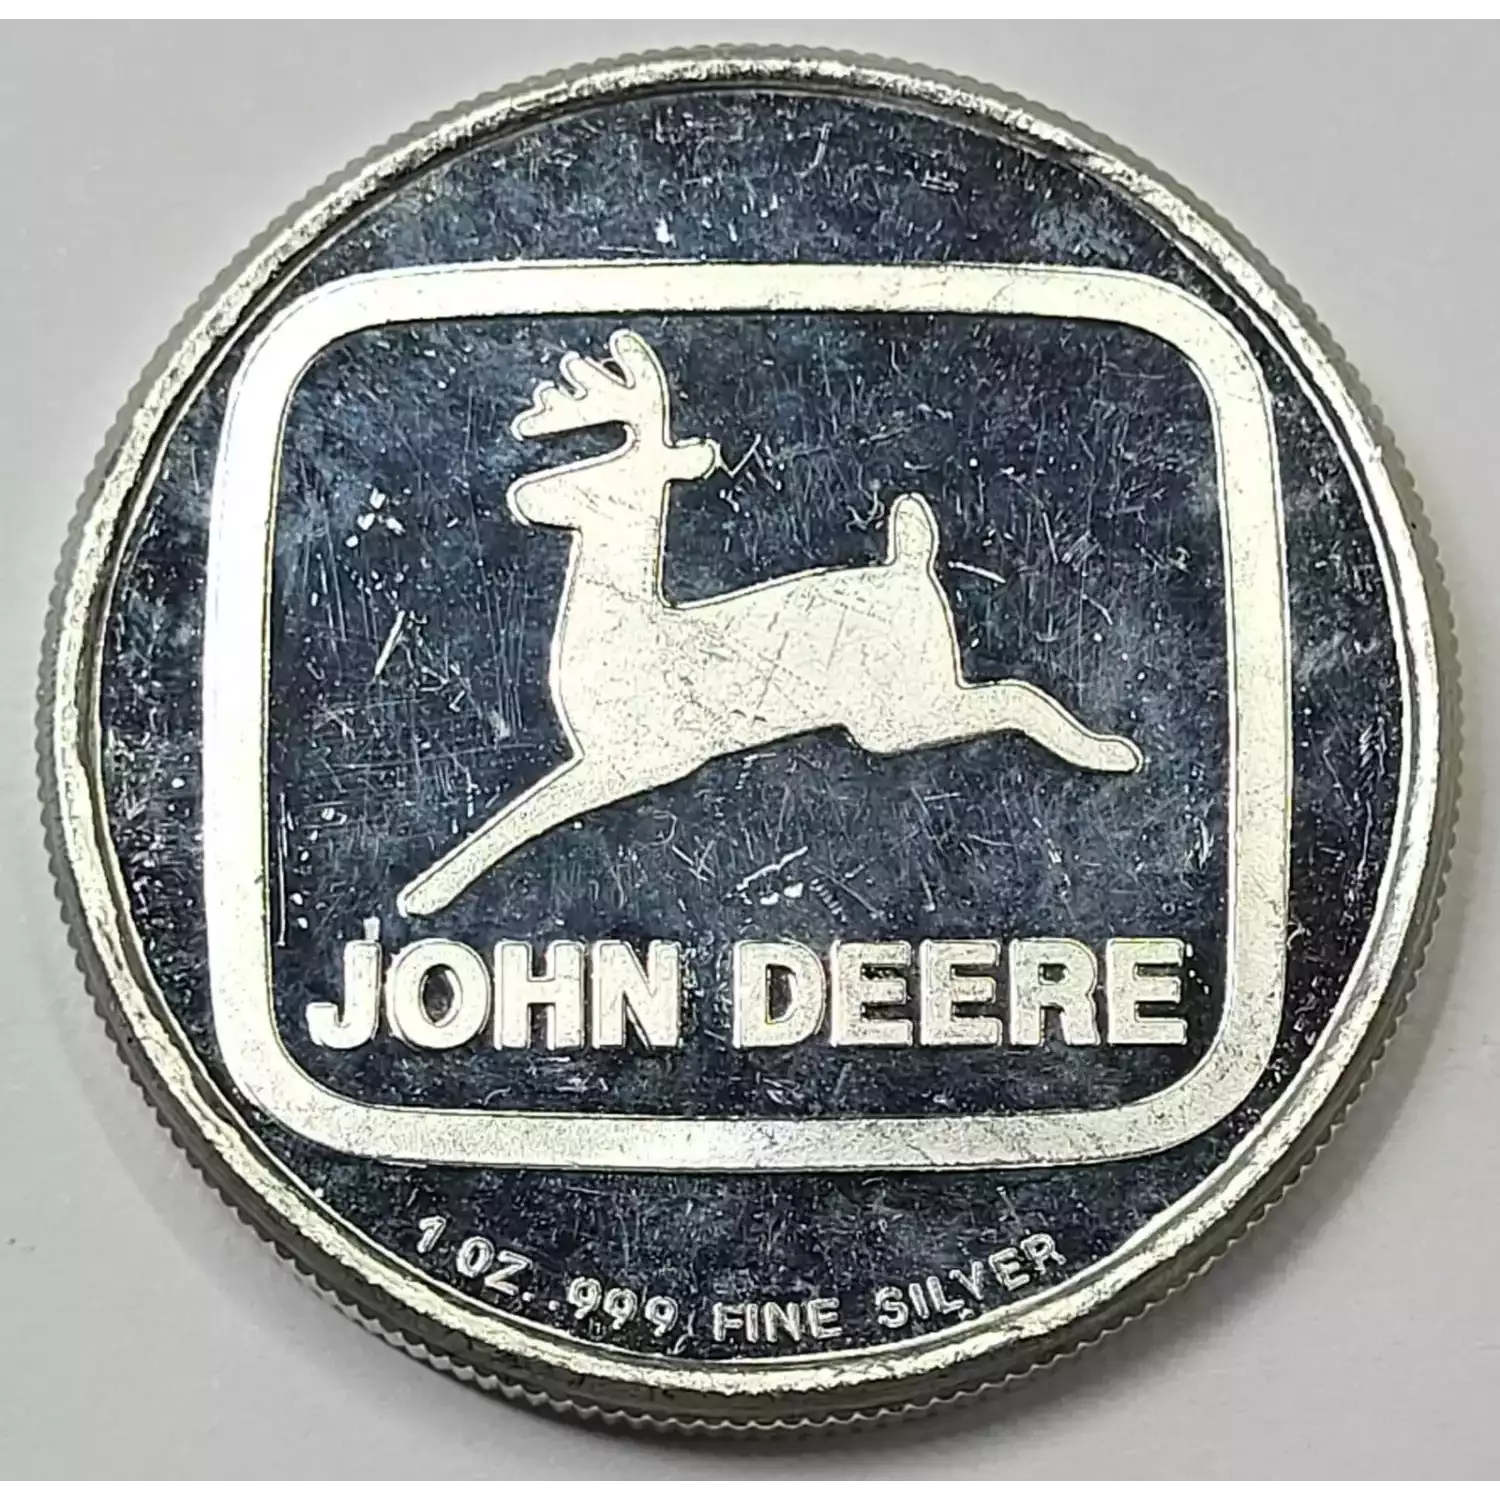 JOHN DEERE
1 OZ. .999 FINE SILVER